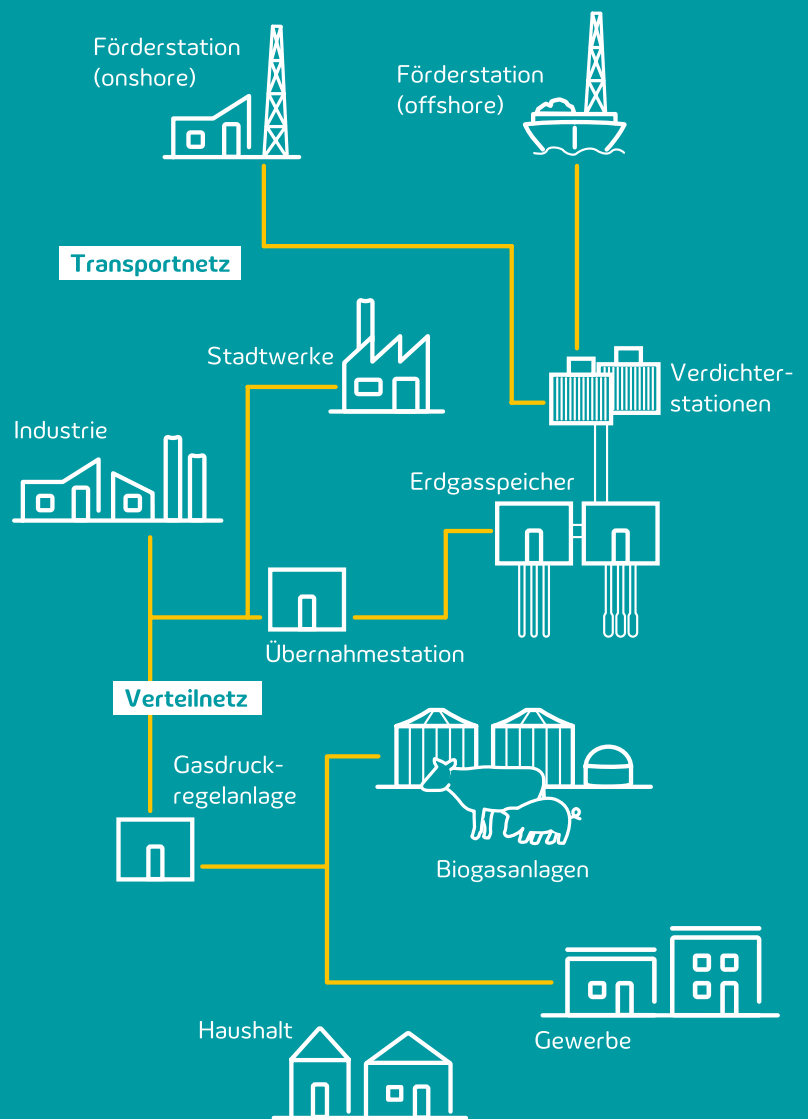 Förderstation
(onshore)
Förderstation
(offshore)
Transportnetz
Stadtwerke
Verdichter-
stationen
Industrie
Erdgasspeicher
Übernahmestation
Verteilnetz
Gasdruck-
regelanlage
Biogasanlagen
Haushalt
Gewerbe